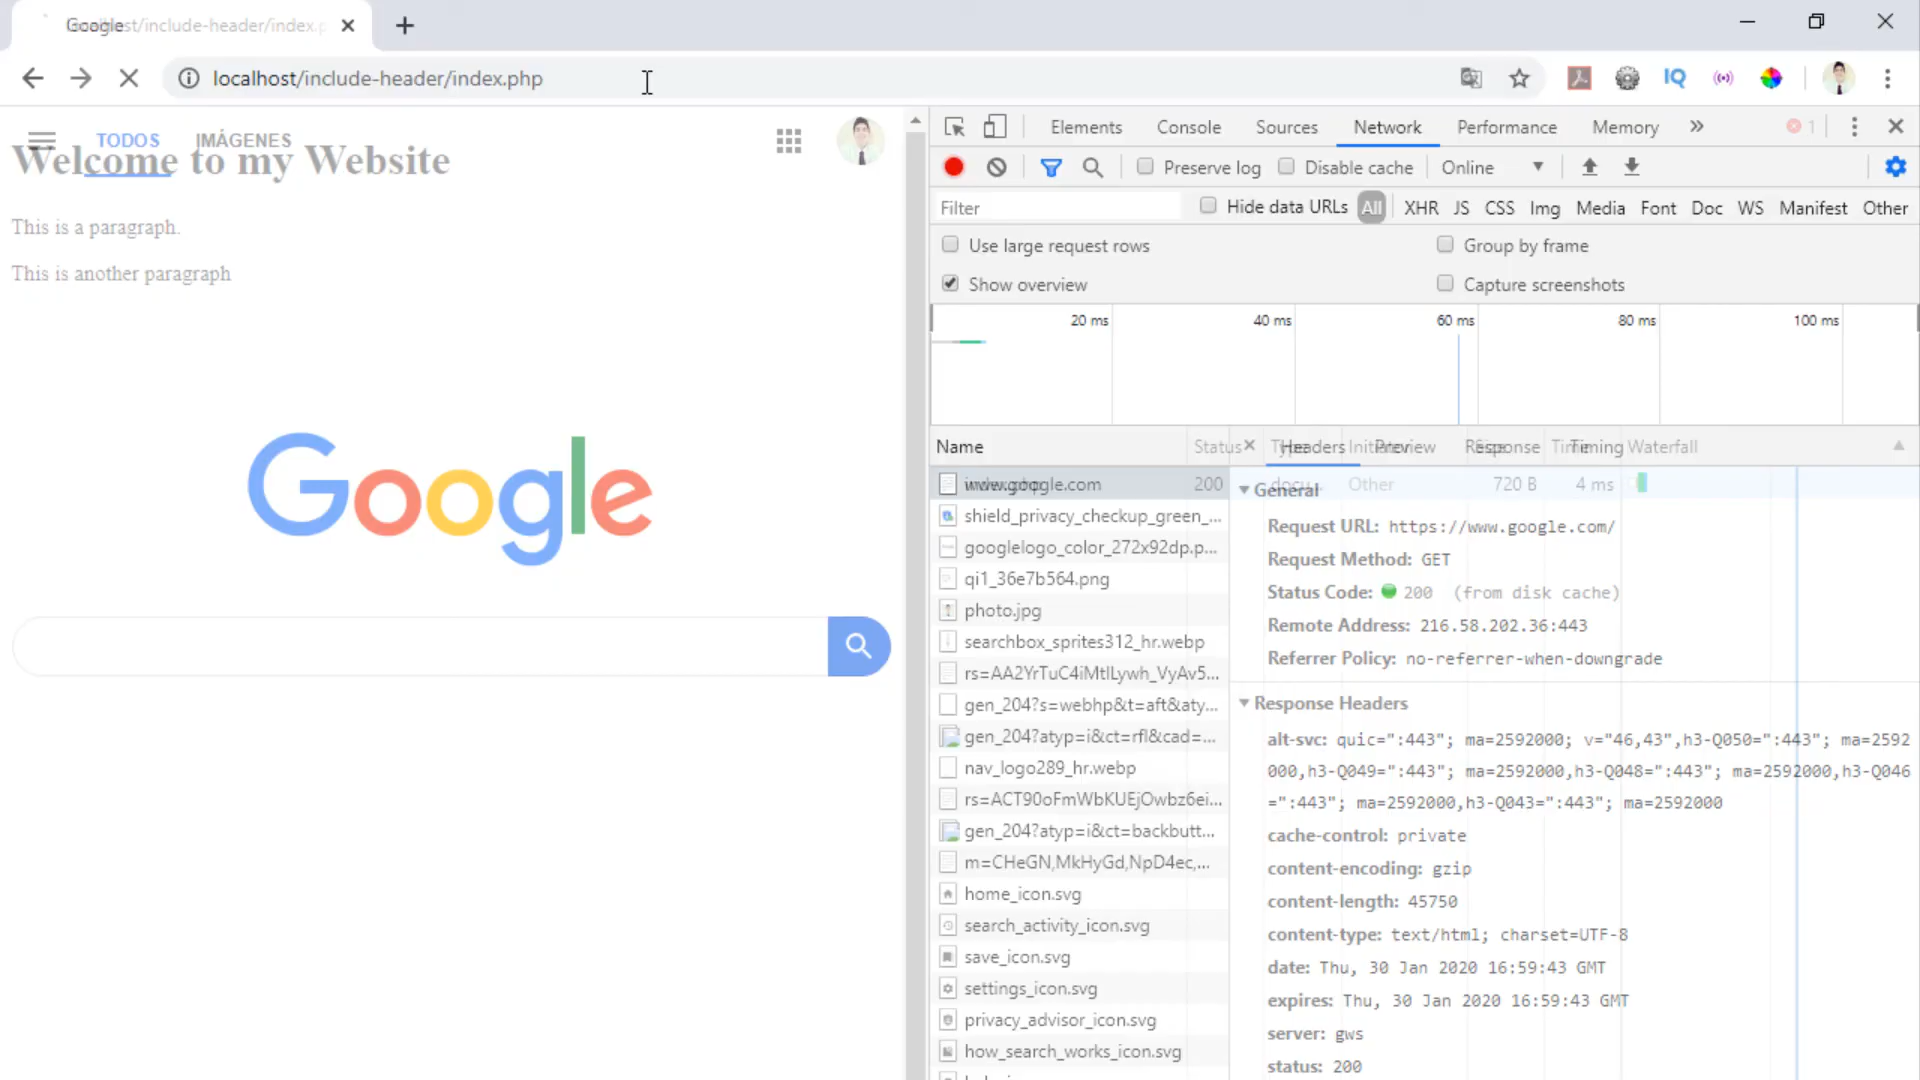 Google
localhost/include-header/index.p
localhost/include-header/index.php
IQ
TODOS
IMÁGENES
Welcome to my Website
This is a paragraph.
This is another paragraph
Google
Elements Console Sources Network Performance Memory » 1
Preserve log Disable cache Online
Filter Hide data URLs All XHR JS CSS Img Media Font Doc WS Manifest Other
Use large request rows Group by frame
Show overview Capture screenshots
20 ms 40 ms 60 ms 80 ms 100 ms
Name Status Headers Preview Response Timing Waterfall
www.google.com 200 docu... Other 720 B 4 ms
General
Request URL: https://www.google.com/
Request Method: GET
Status Code: 200 (from disk cache)
Remote Address: 216.58.202.36:443
Referrer Policy: no-referrer-when-downgrade
Response Headers
alt-svc: quic=":443"; ma=2592000; v="46,43",h3-Q050=":443"; ma=2592
000,h3-Q049=":443"; ma=2592000,h3-Q048=":443"; ma=2592000,h3-Q046
=":443"; ma=2592000,h3-Q043=":443"; ma=2592000
cache-control: private
content-encoding: gzip
content-length: 45750
content-type: text/html; charset=UTF-8
date: Thu, 30 Jan 2020 16:59:43 GMT
expires: Thu, 30 Jan 2020 16:59:43 GMT
server: gws
status: 200
shield_privacy_checkup_green_...
googlelogo_color_272x92dp.p...
qi1_36e7b564.png
photo.jpg
searchbox_sprites312_hr.webp
rs=AA2YrTuC4iMtlLywh_VyAv5...
gen_204?s=webhp&t=aft&aty...
gen_204?atyp=i&ct=rfl&cad=...
nav_logo289_hr.webp
rs=ACT90oFmWbKUEjOwbz6ei...
gen_204?atyp=i&ct=backbutt...
m=CHeGN,MkHyGd,NpD4ec,...
home_icon.svg
search_activity_icon.svg
save_icon.svg
settings_icon.svg
privacy_advisor_icon.svg
how_search_works_icon.svg